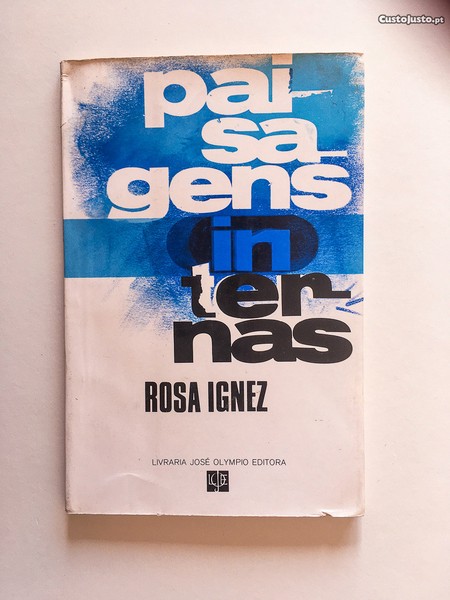 CustoJusto.pt
pai-
sa-
gens
in
ter-
nas
ROSA IGNEZ
LIVRARIA JOSÉ OLYMPIO EDITORA